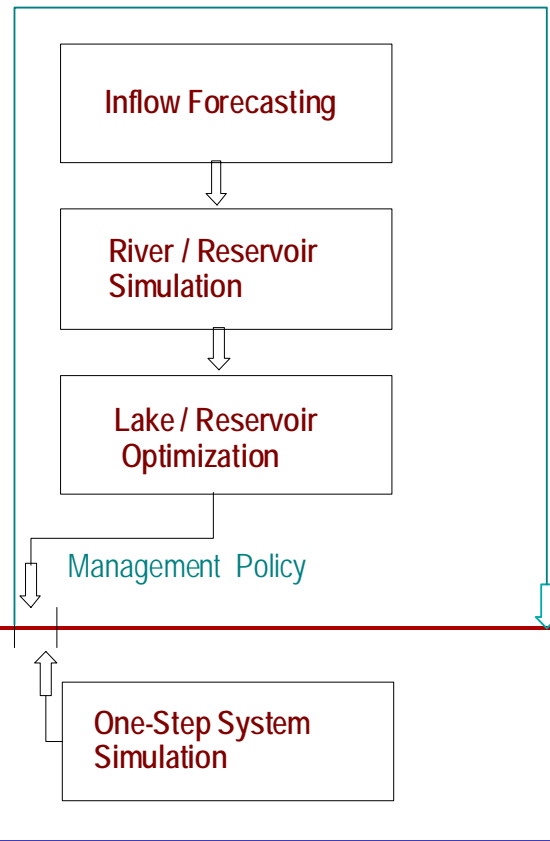 Inflow Forecasting
River / Reservoir
Simulation
Lake / Reservoir
Optimization
Management Policy
One-Step System
Simulation